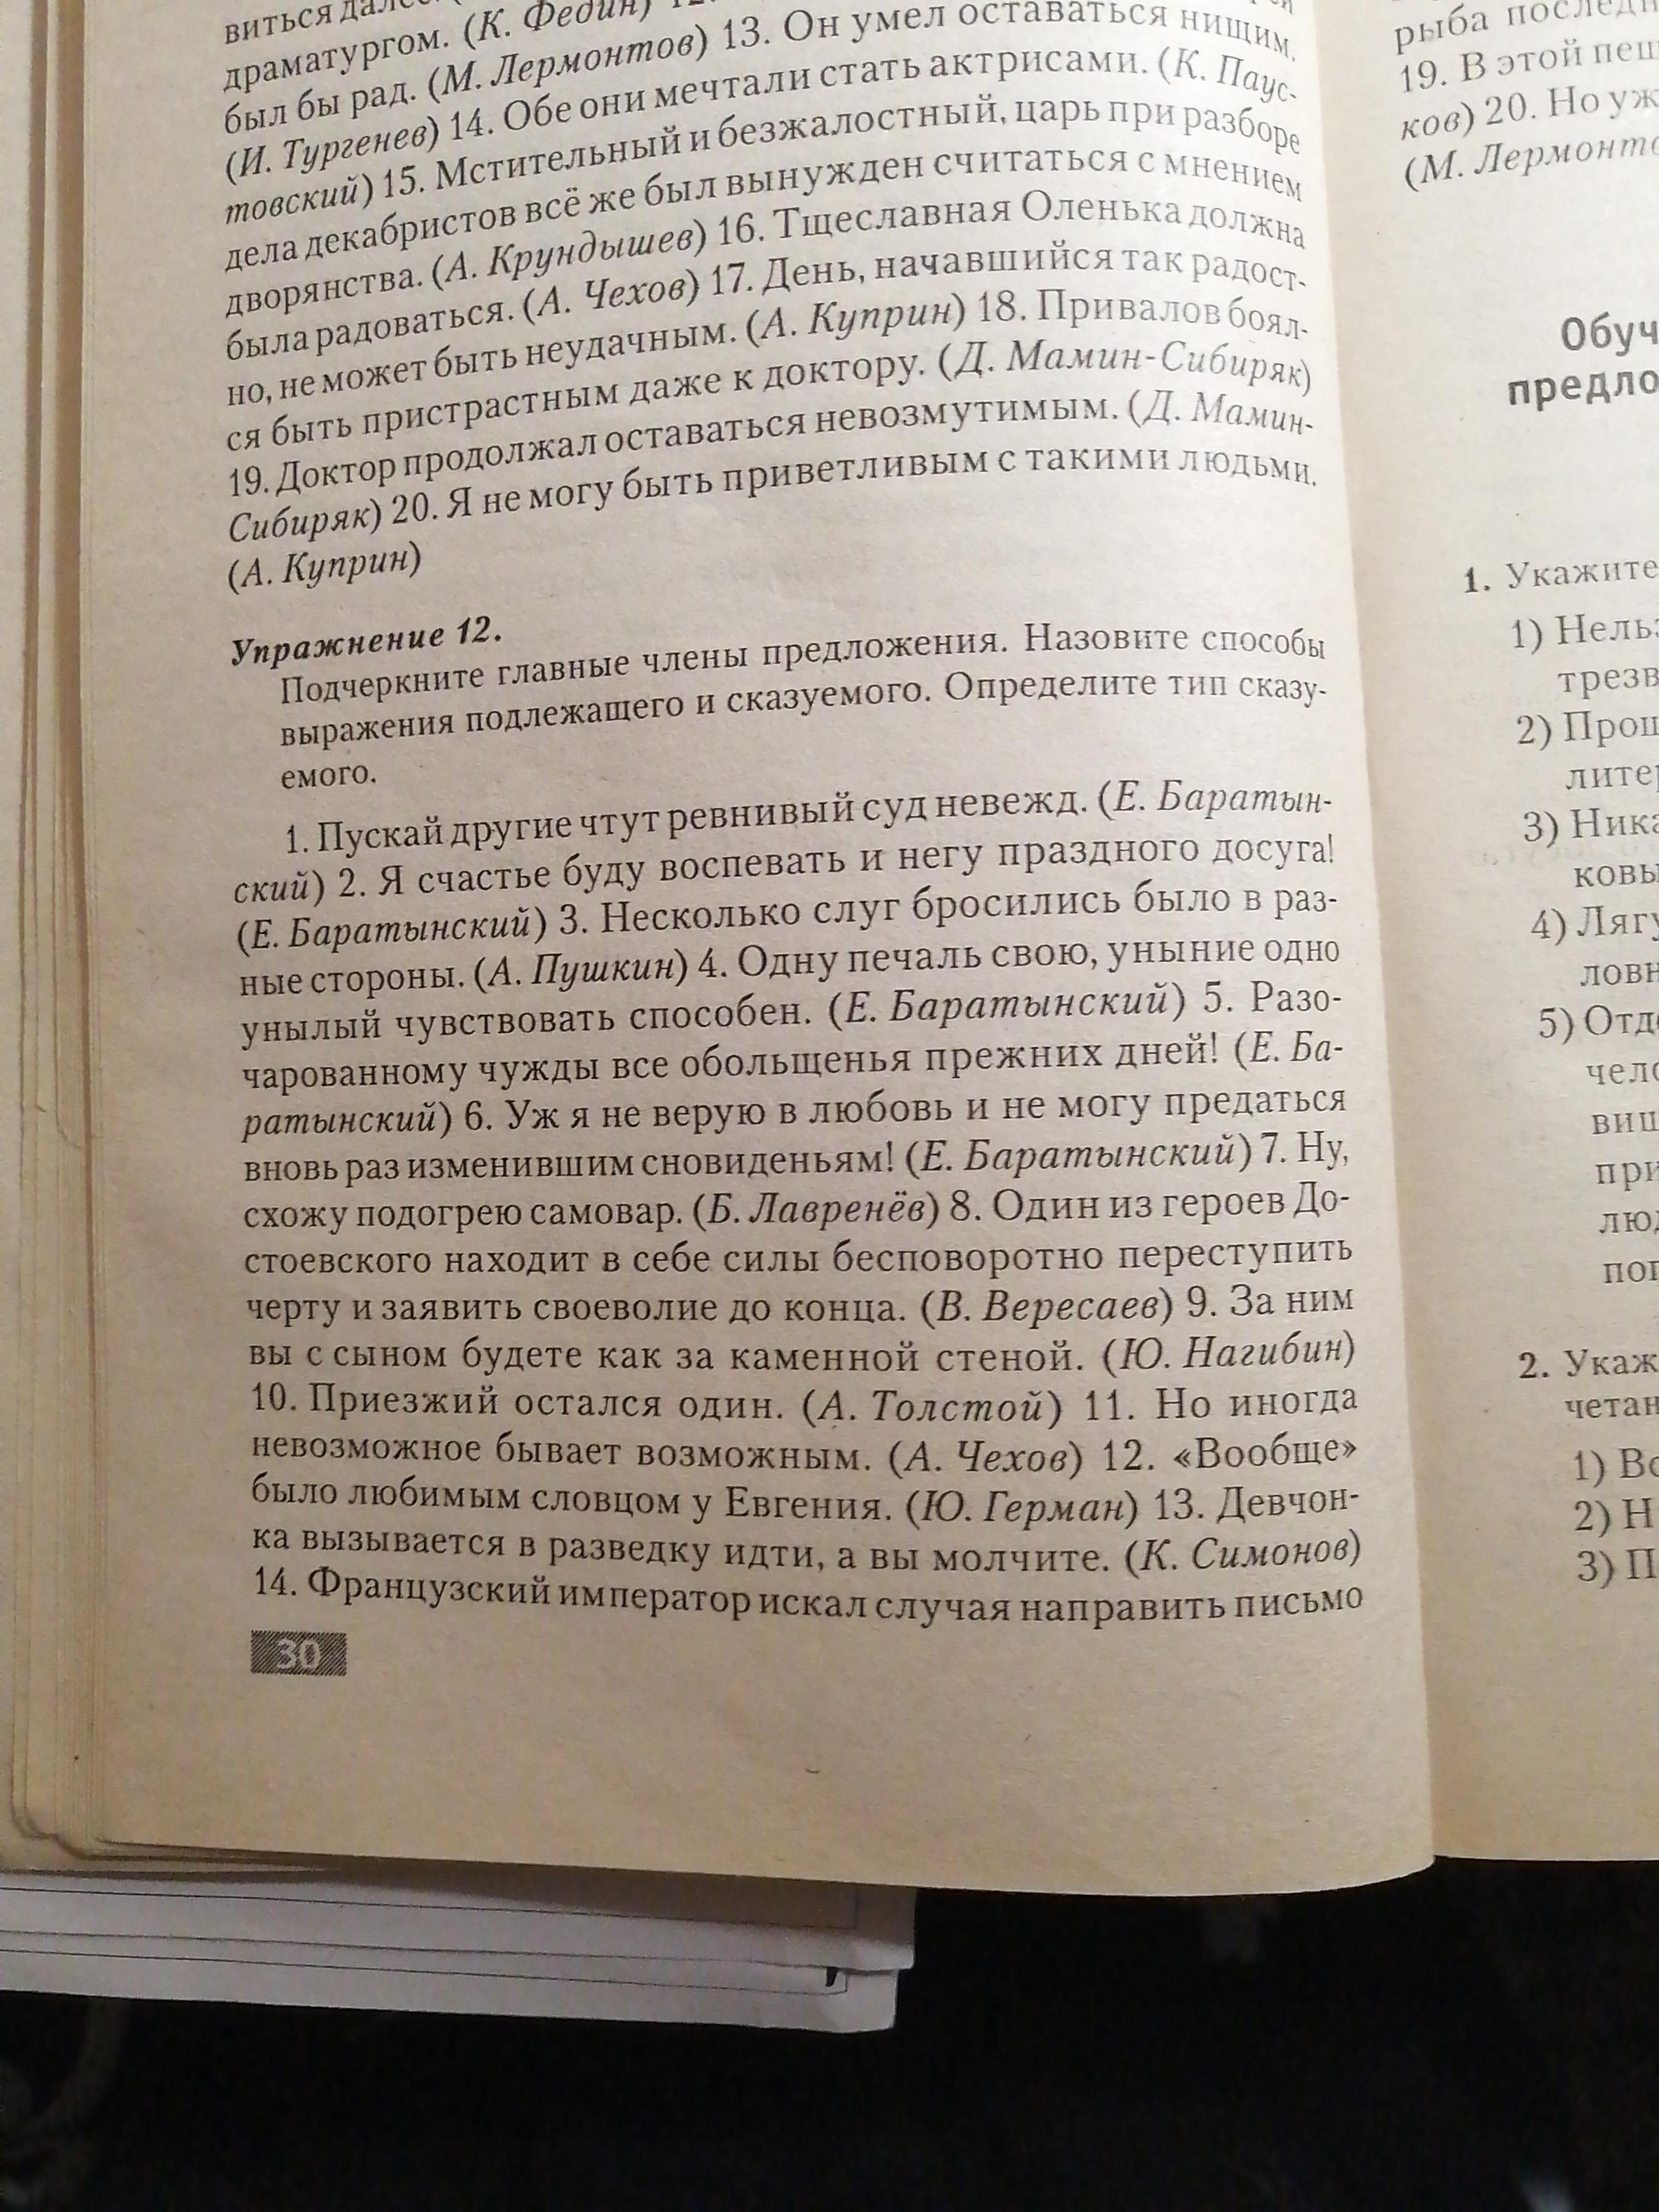 виться далее.
драматургом. (К. Федин) 12.
был бы рад. (М. Лермонтов) 13. Он умел оставаться нищим.
(И. Тургенев) 14. Обе они мечтали стать актрисами. (К. Паус-
товский) 15. Мстительный и безжалостный, царь при разборе
дела декабристов всё же был вынужден считаться с мнением
дворянства. (А. Крундышев) 16. Тщеславная Оленька должна
была радоваться. (А. Чехов) 17. День, начавшийся так радост-
но, не может быть неудачным. (А. Куприн) 18. Привалов боял-
ся быть пристрастным даже к доктору. (Д. Мамин-Сибиряк)
19. Доктор продолжал оставаться невозмутимым. (Д. Мамин-
Сибиряк) 20. Я не могу быть приветливым с такими людьми.
(А. Куприн)
Упражнение 12.
Подчеркните главные члены предложения. Назовите способы
выражения подлежащего и сказуемого. Определите тип сказу-
емого.
1. Пускай другие чтут ревнивый суд невежд. (Е. Баратын-
ский) 2. Я счастье буду воспевать и негу праздного досуга!
(Е. Баратынский) 3. Несколько слуг бросились было в раз-
ные стороны. (А. Пушкин) 4. Одну печаль свою, уныние одно
унылый чувствовать способен. (Е. Баратынский) 5. Разо-
чарованному чужды все обольщенья прежних дней! (Е. Ба-
ратынский) 6. Уж я не верую в любовь и не могу предаться
вновь раз изменившим сновиденьям! (Е. Баратынский) 7. Ну,
схожу подогрею самовар. (Б. Лавренёв) 8. Один из героев До-
стоевского находит в себе силы бесповоротно переступить
черту и заявить своеволие до конца. (В. Вересаев) 9. За ним
вы с сыном будете как за каменной стеной. (Ю. Нагибин)
10. Приезжий остался один. (А. Толстой) 11. Но иногда
невозможное бывает возможным. (А. Чехов) 12. «Вообще»
было любимым словцом у Евгения. (Ю. Герман) 13. Девчон-
ка вызывается в разведку идти, а вы молчите. (К. Симонов)
14. Французский император искал случая направить письмо
30
рыба последн
19. В этой пещ
ков) 20. Но уж
(М. Лермонто
Обуч
предло
1. Укажите
1) Нельз
трезв
2) Прош
литер
3) Ника
ковы
4) Лягу
ловн
5) Отд
чело
вищ
при
люд
пог
2. Укаж
четан
1) Во
2) Н
3) П